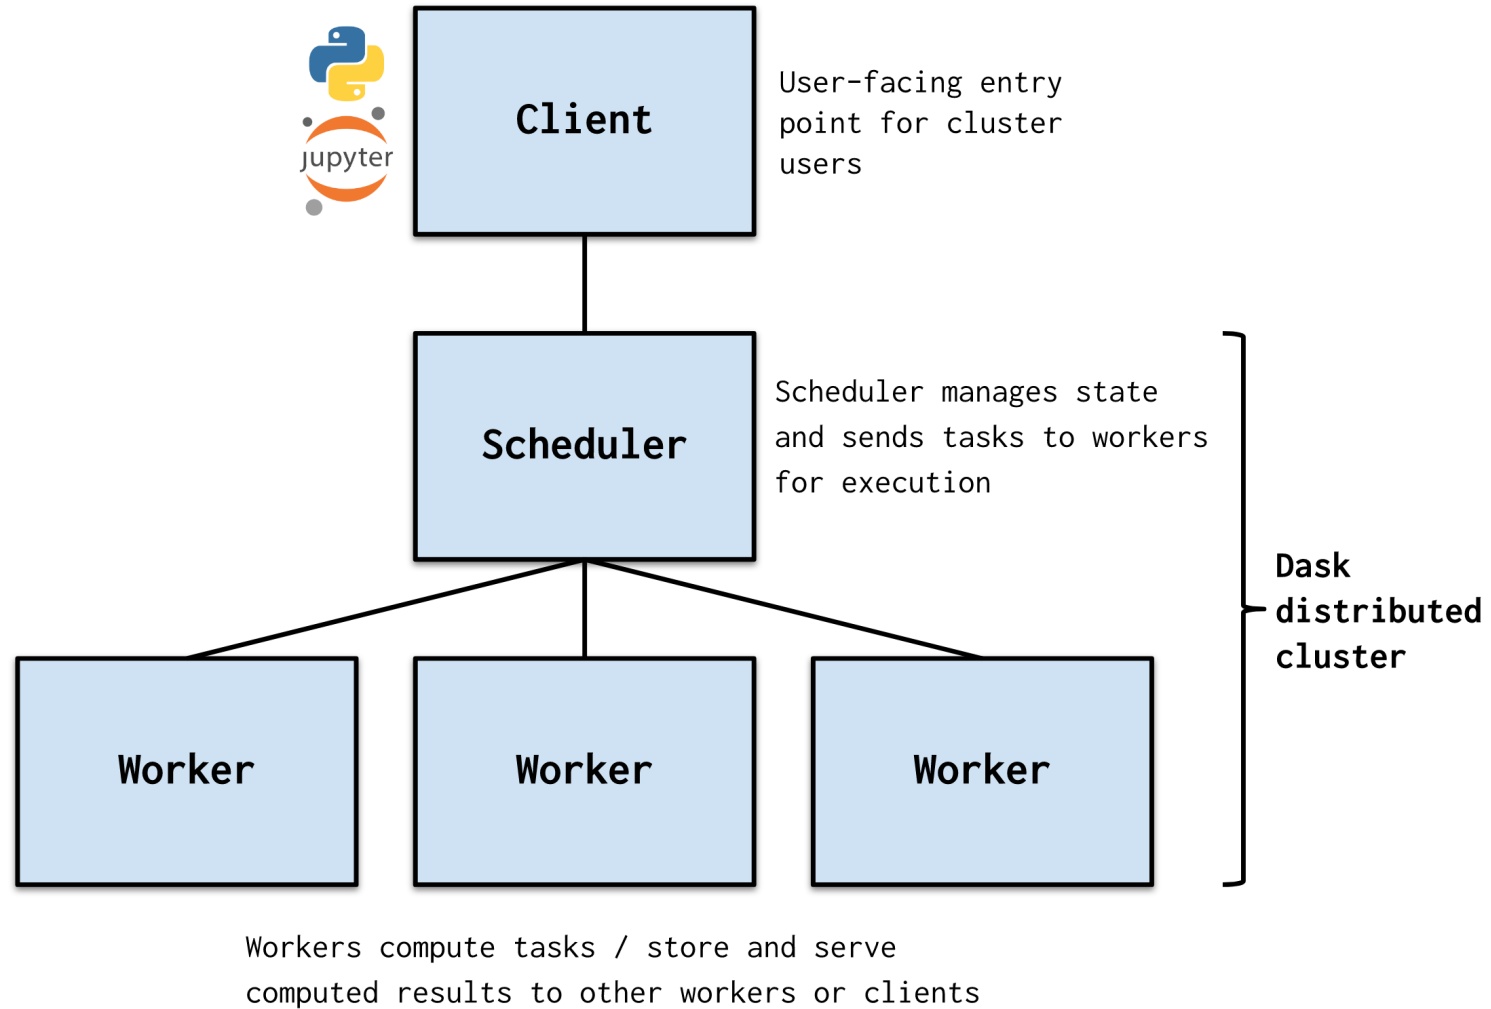 Client
User-facing entry
point for cluster
users
jupyter
Scheduler
Scheduler manages state
and sends tasks to workers
for execution
Dask
distributed
cluster
Worker
Worker
Worker
Workers compute tasks / store and serve
computed results to other workers or clients